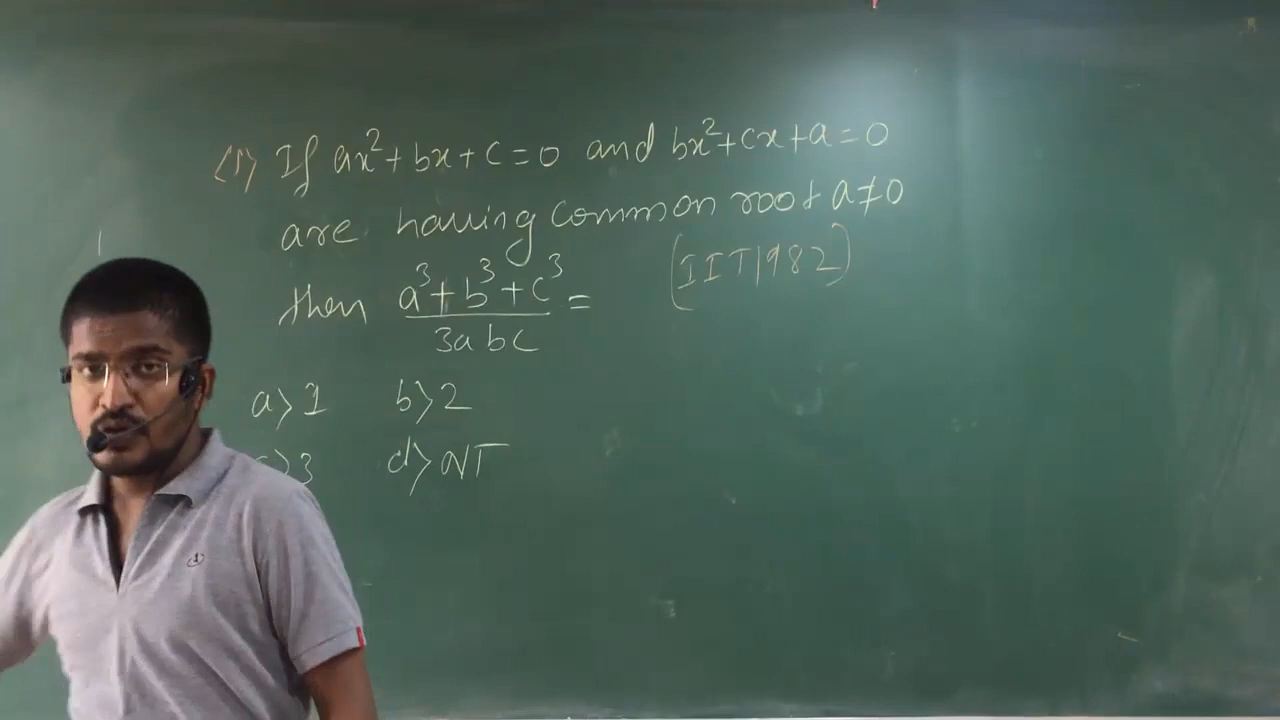 (1) If ax²+bx+c=0 and bx²+cx+a=0
are having common root a≠0
then a³+b³+c³/3abc = (IIT 1982)
a) 1 b) 2
c) 3 d) NT